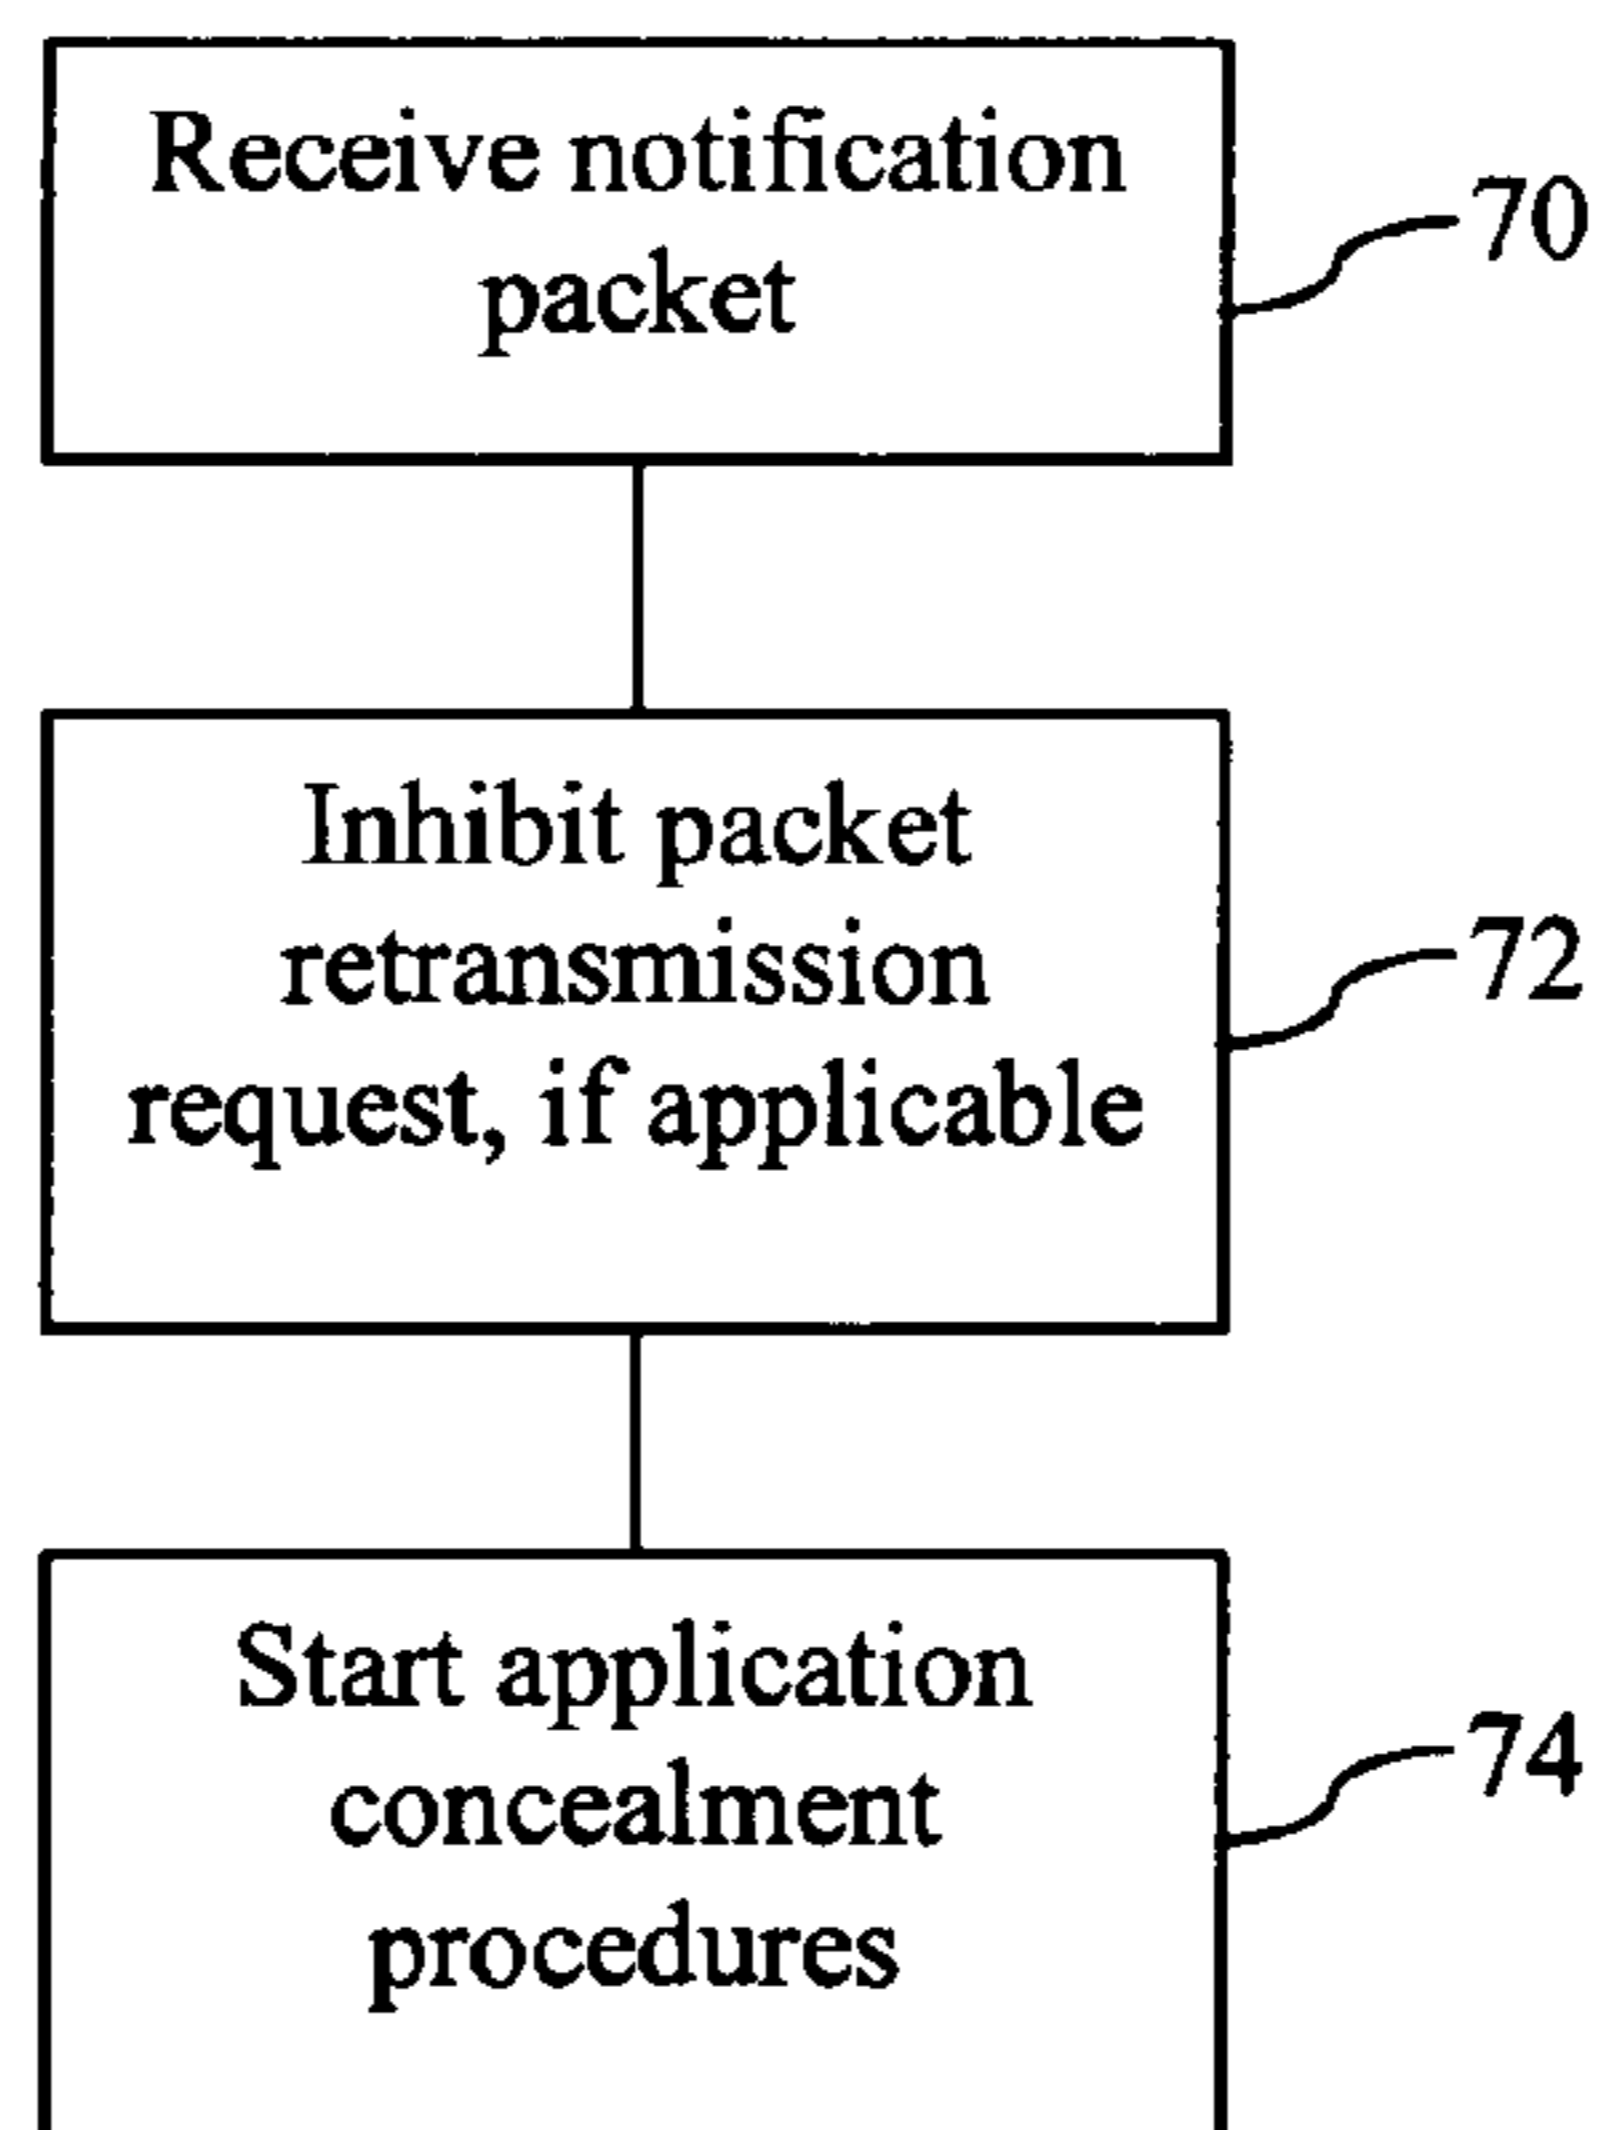 Receive notification
packet
70
Inhibit packet
retransmission
request, if applicable
72
Start application
concealment
procedures
74